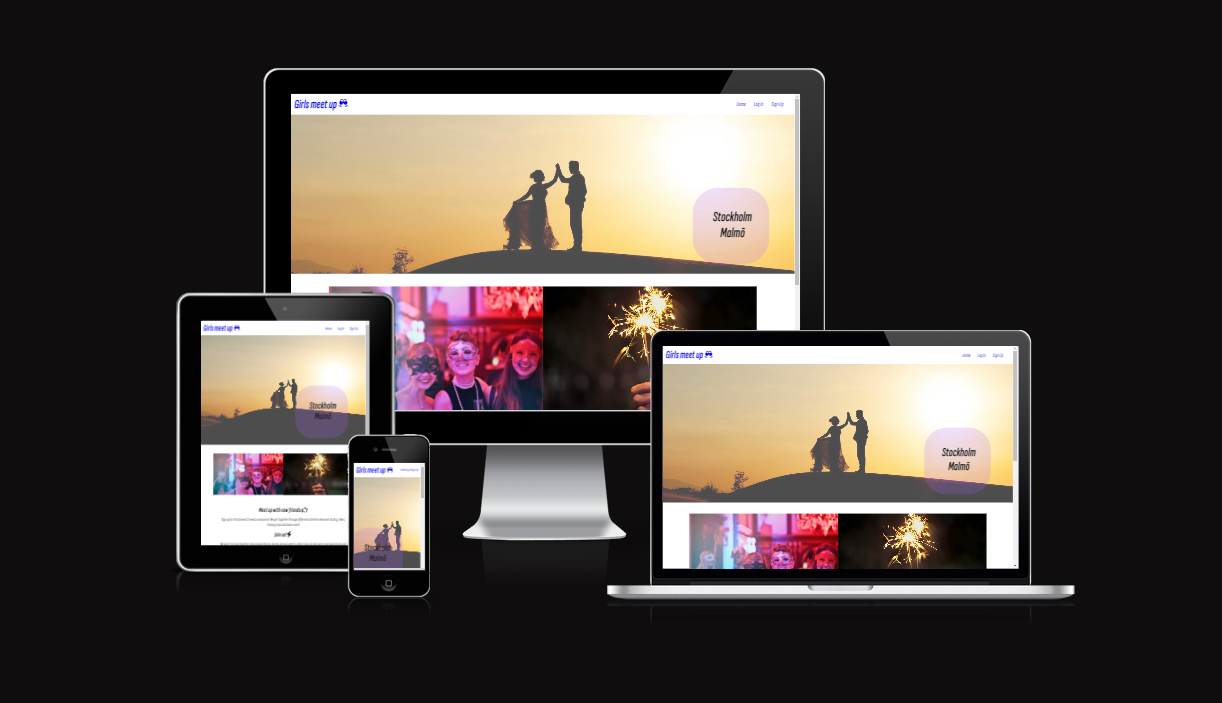 Girls meet up
Home Log In Sign Up
Stockholm
Malmö
Girls meet up
Home Log In Sign Up
Stockholm
Malmö
Meet up with new friends
Join us!
Girls meet up
Stockholm
Malmö
Girls meet up
Home Log In Sign Up
Stockholm
Malmö